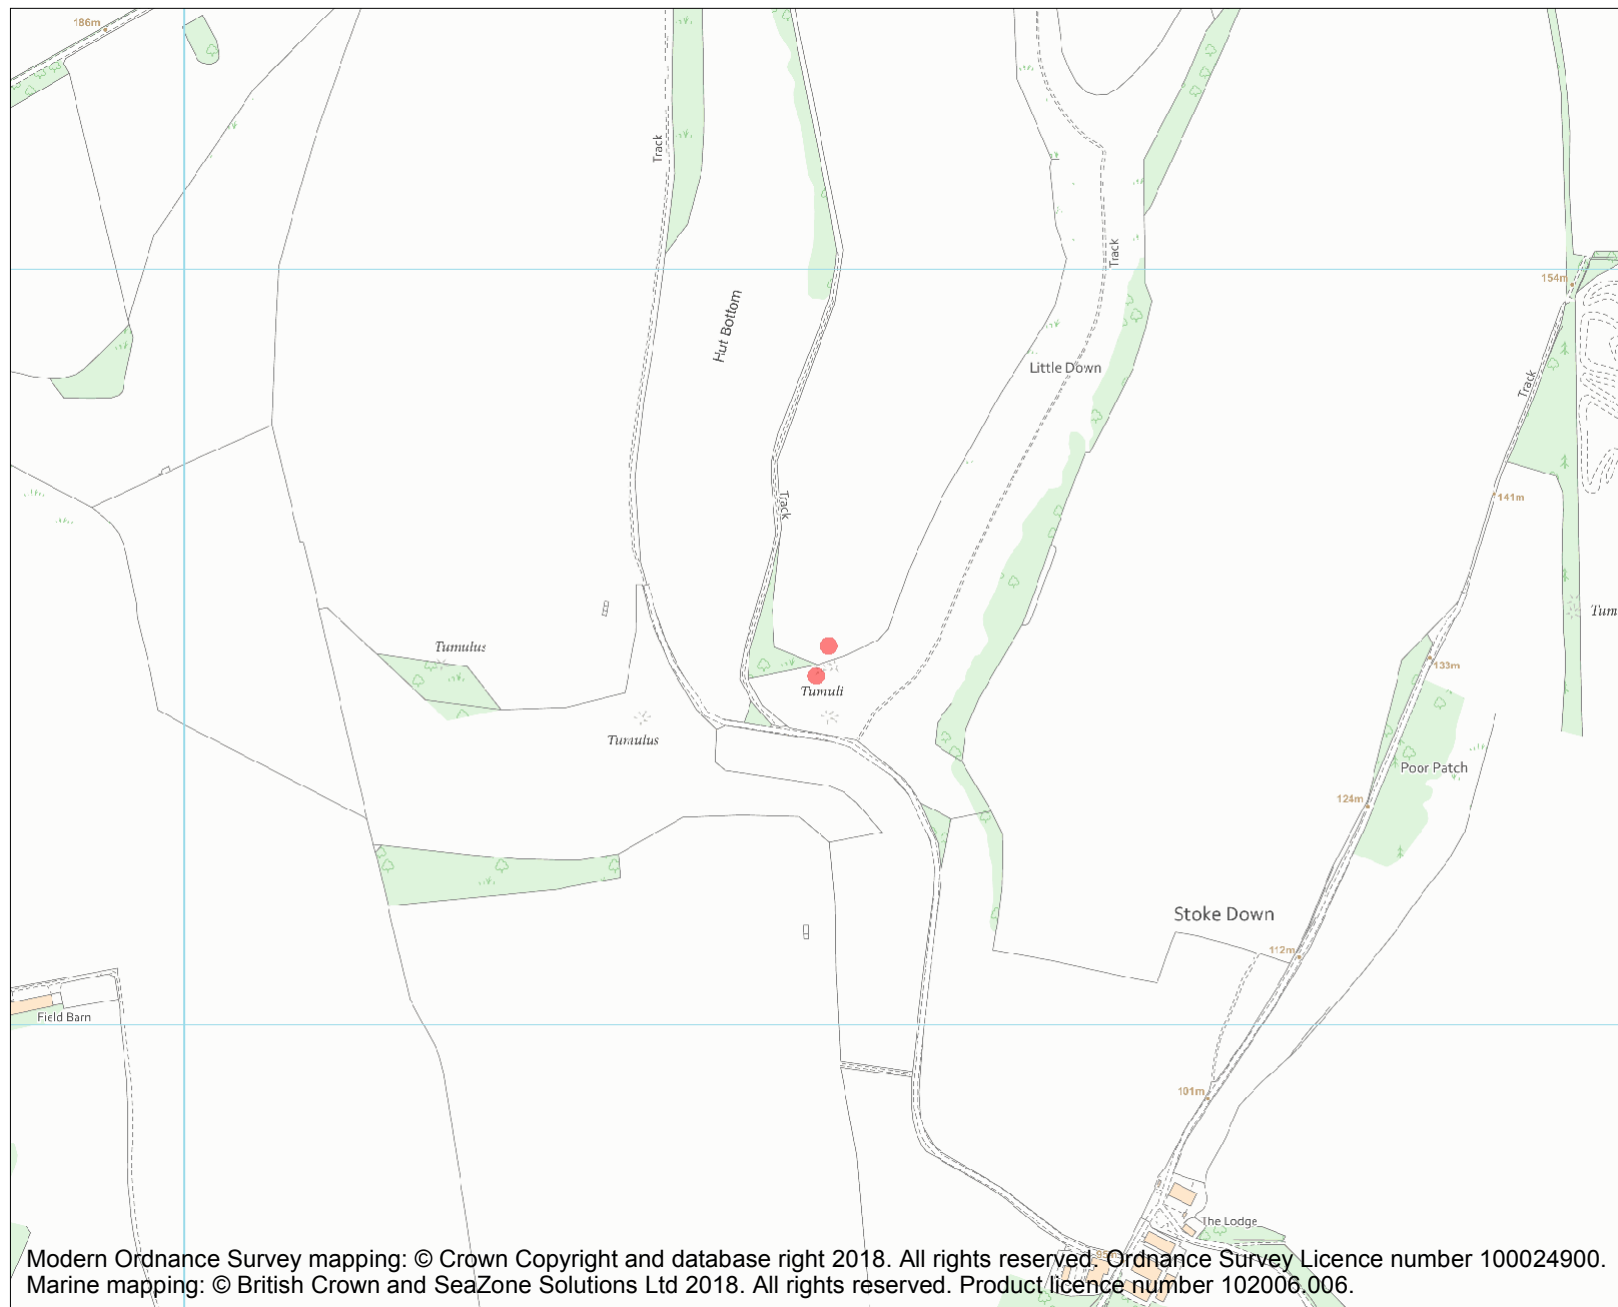 186m
Track
Track
154m
Hut Bottom
Little Down
Track
Track
141m
Tum
Tumulus
133m
Tumuli
Tumulus
Poor Patch
124m
Stoke Down
112m
Field Barn
101m
The Lodge
Modern Ordnance Survey mapping: © Crown Copyright and database right 2018. All rights reserved. Ordnance Survey Licence number 100024900.
Marine mapping: © British Crown and SeaZone Solutions Ltd 2018. All rights reserved. Product licence number 102006.006.